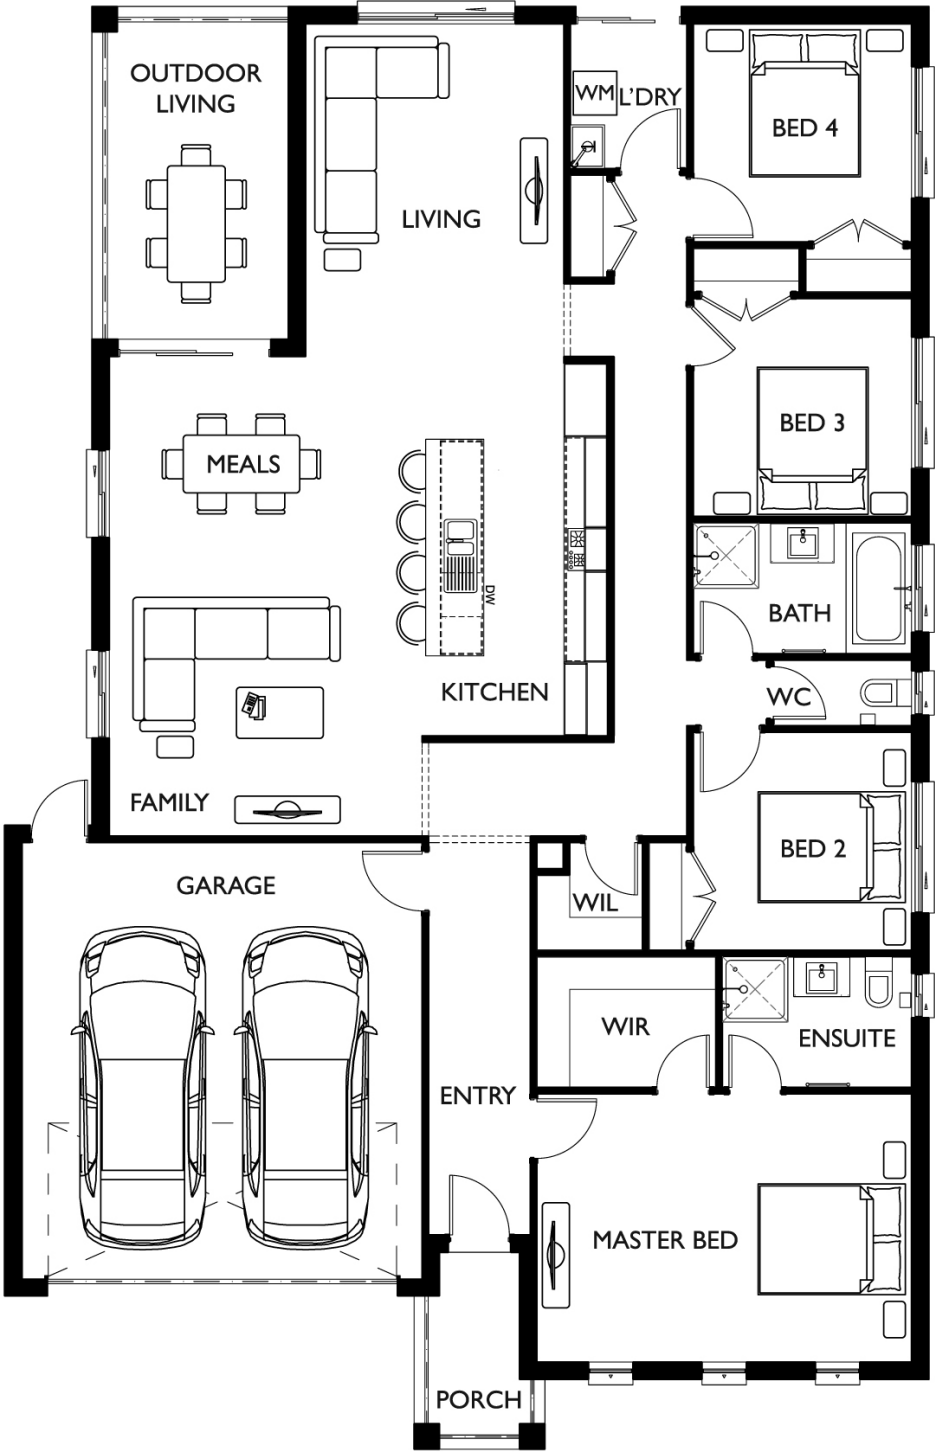 OUTDOOR
LIVING
WM
L'DRY
BED 4
LIVING
BED 3
MEALS
DW
BATH
KITCHEN
WC
FAMILY
BED 2
GARAGE
WIL
WIR
ENSUITE
ENTRY
MASTER BED
PORCH